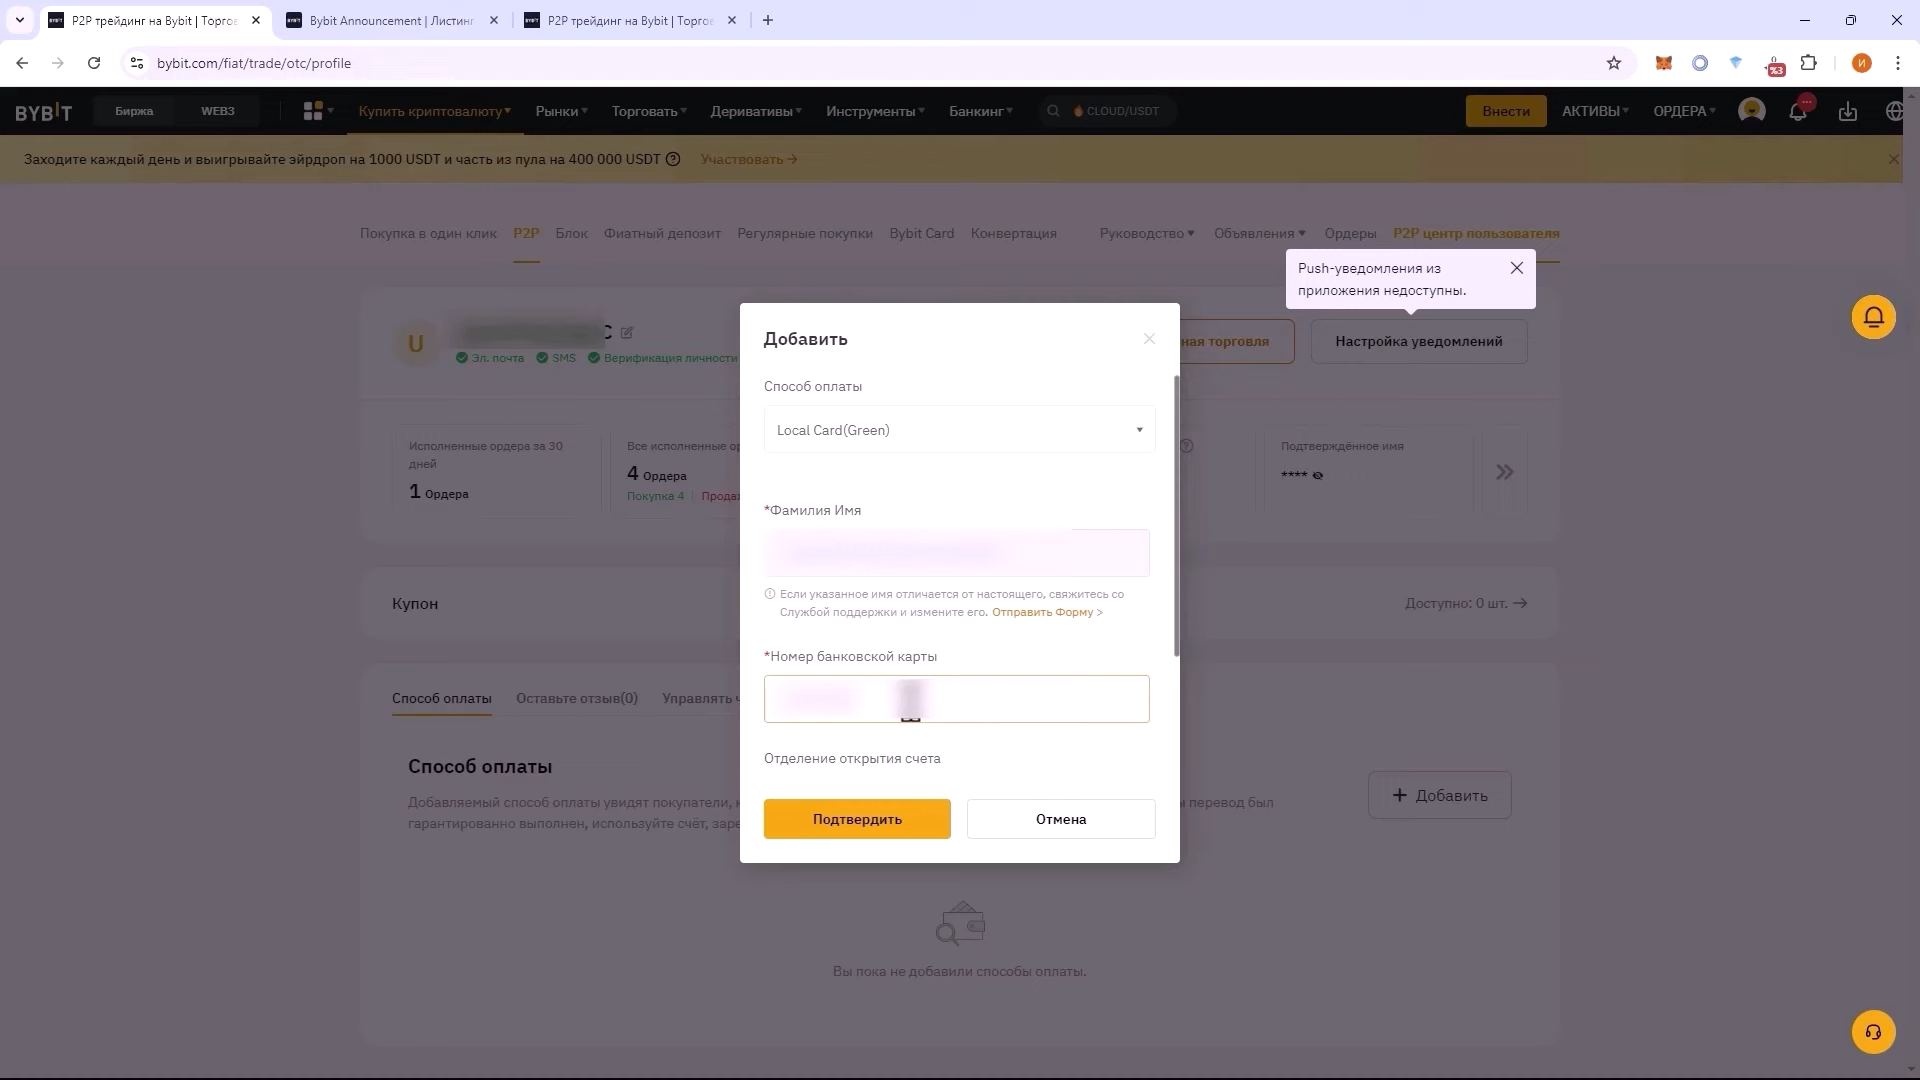 P2P трейдинг на Bybit | Торгов
Bybit Announcement | Листинг
P2P трейдинг на Bybit | Торгов
bybit.com/fiat/trade/otc/profile
%3
И
BYBIT
Биржа
WEB3
Купить криптовалюту
Рынки
Торговать
Деривативы
Инструменты
Банкинг
CLOUD/USDT
Внести
АКТИВЫ
ОРДЕРА
Заходите каждый день и выигрывайте эйрдроп на 1000 USDT и часть из пула на 400 000 USDT
Участвовать →
Покупка в один клик
P2P
Блок
Фиатный депозит
Регулярные покупки
Bybit Card
Конвертация
Руководство
Объявления
Ордеры
P2P центр пользователя
Push-уведомления из
приложения недоступны.
U
C
Эл. почта
SMS
Верификация личности
ная торговля
Настройка уведомлений
Исполненные ордера за 30
дней
1 Ордера
Все исполненные ор
4 Ордера
Покупка 4
Прода
Подтверждённое имя
****
Купон
Доступно: 0 шт. →
Способ оплаты
Оставьте отзыв(0)
Управлять ч
Способ оплаты
Добавляемый способ оплаты увидят покупатели, к
ы перевод был
гарантированно выполнен, используйте счёт, заре
+ Добавить
Вы пока не добавили способы оплаты.
Добавить
Способ оплаты
Local Card(Green)
*Фамилия Имя
Если указанное имя отличается от настоящего, свяжитесь со
Службой поддержки и измените его. Отправить Форму >
*Номер банковской карты
Отделение открытия счета
Подтвердить
Отмена